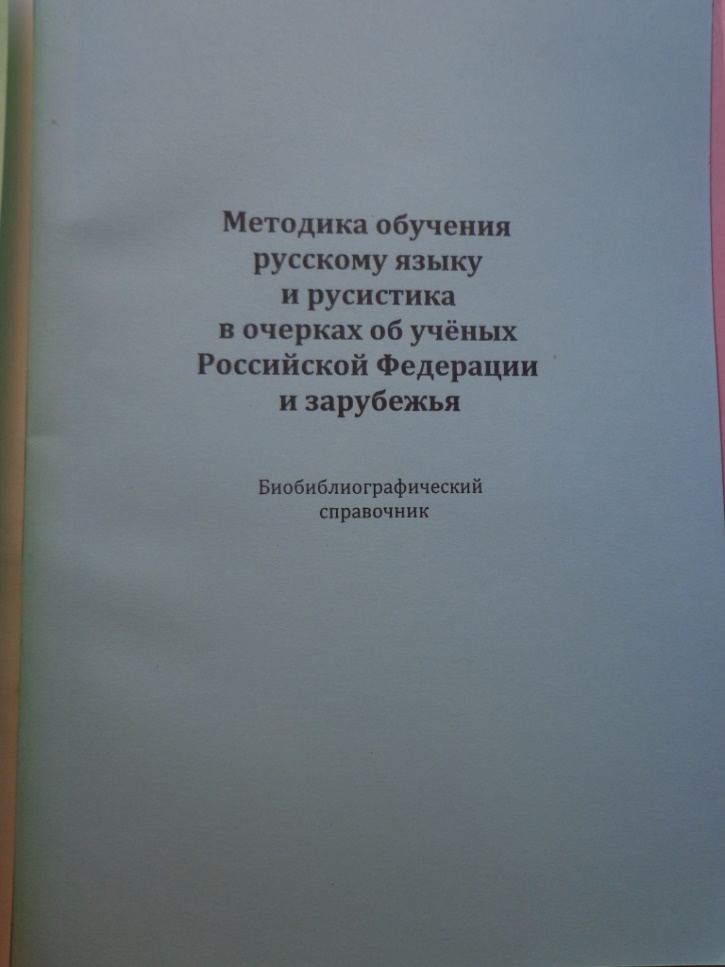 Методика обучения
русскому языку
и русистика
в очерках об учёных
Российской Федерации
и зарубежья
Биобиблиографический
справочник